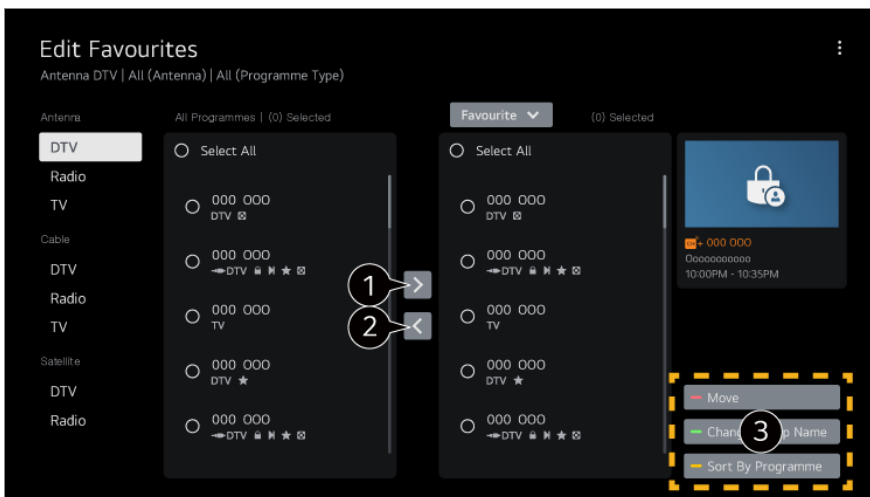 Edit Favourites
Antenna DTV | All (Antenna) | All (Programme Type)
Antenna
DTV
Radio
TV
Cable
DTV
Radio
TV
Satellite
DTV
Radio
All Programmes | (0) Selected
Select All
000 000
DTV
000 000
DTV
000 000
TV
000 000
DTV
000 000
DTV
1
2
Favourite
(0) Selected
Select All
000 000
DTV
000 000
DTV
000 000
TV
000 000
DTV
000 000
DTV
+ 000 000
Oooooooooo
10:00PM - 10:35PM
Move
3
Name
Sort By Programme